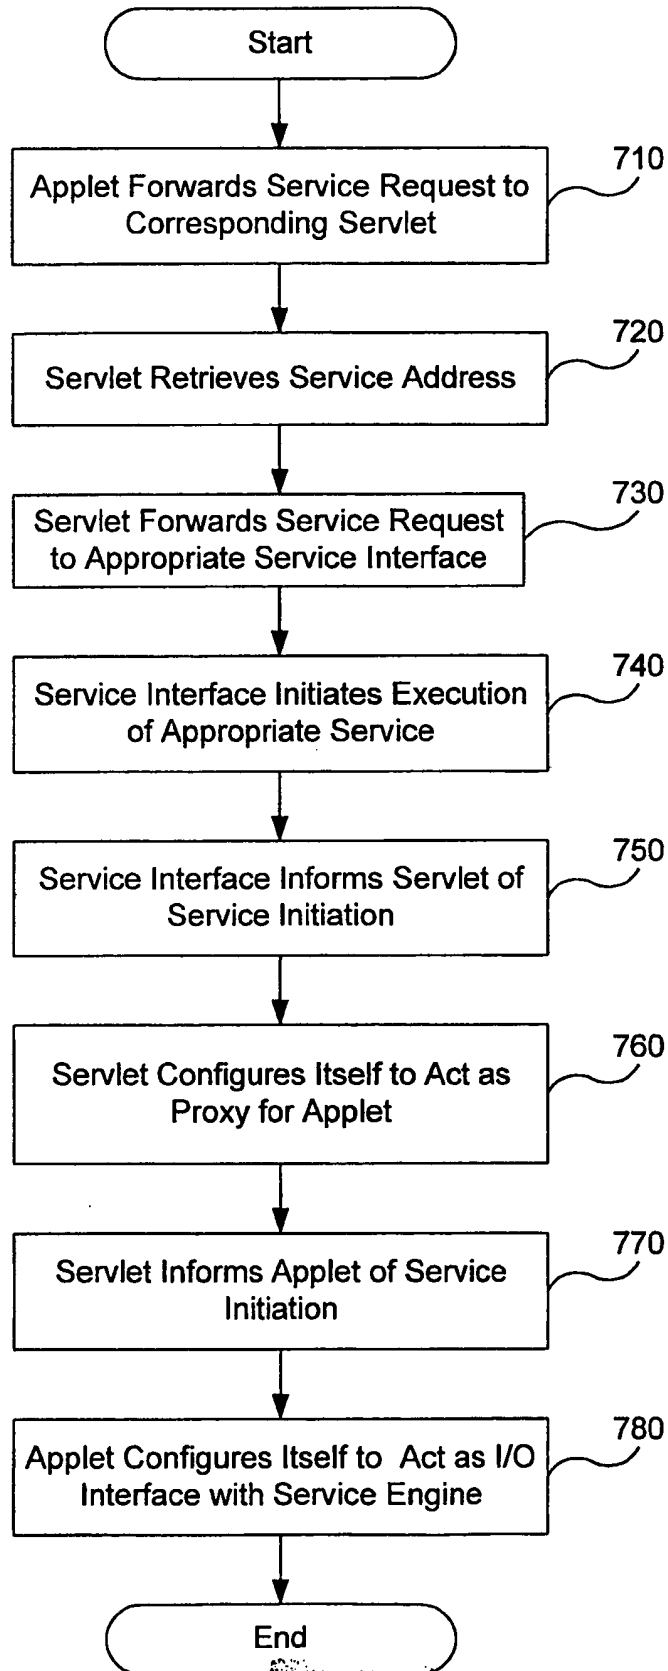 Start
710
Applet Forwards Service Request to
Corresponding Servlet
720
Servlet Retrieves Service Address
730
Servlet Forwards Service Request
to Appropriate Service Interface
740
Service Interface Initiates Execution
of Appropriate Service
750
Service Interface Informs Servlet of
Service Initiation
760
Servlet Configures Itself to Act as
Proxy for Applet
770
Servlet Informs Applet of Service
Initiation
780
Applet Configures Itself to Act as I/O
Interface with Service Engine
End